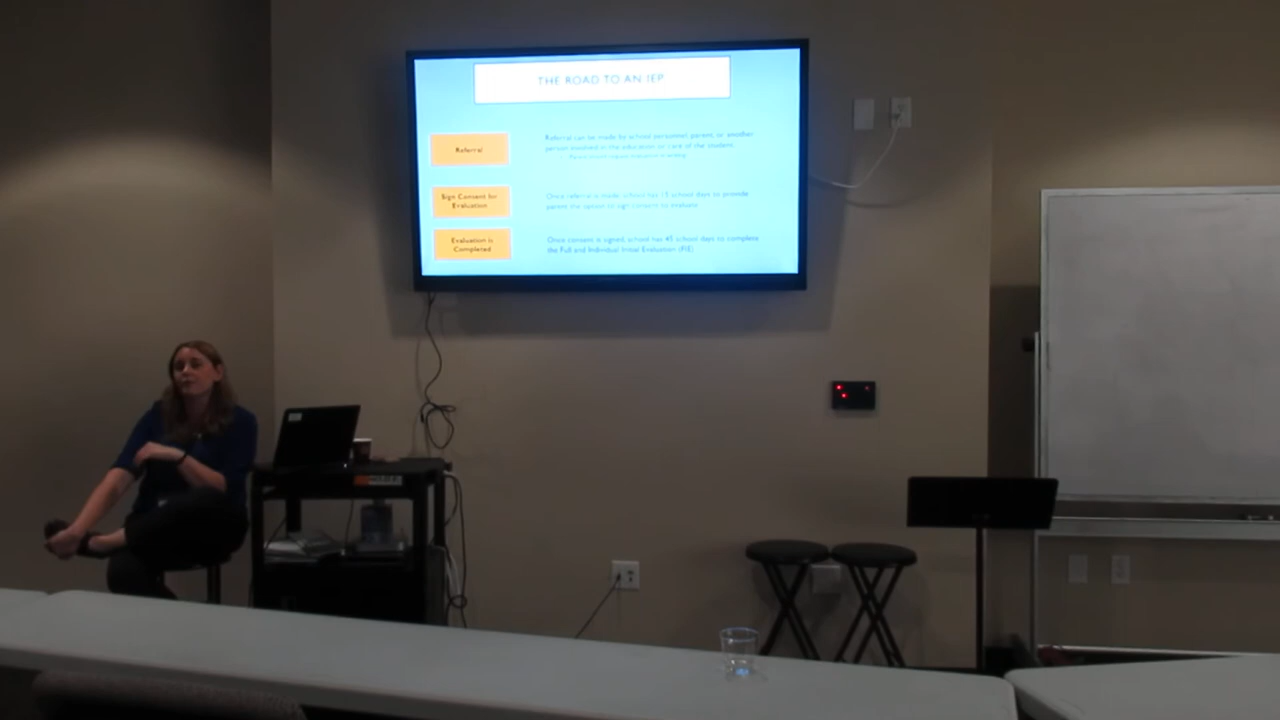 THE ROAD TO AN IEP
Referral
Referral can be made by school personnel, parent, or another
person involved in the education or care of the student.
Sign Consent for
Evaluation
Once referral is made, school has 15 school days to provide
parent the option to sign consent to evaluate
Evaluation is
Completed
Once consent is signed, school has 45 school days to complete
the Full and Individual Initial Evaluation (FIE)